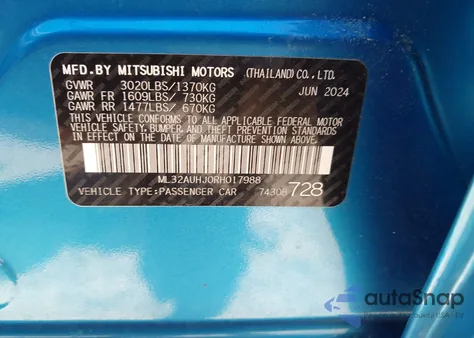 MFD.BY MITSUBISHI MOTORS (THAILAND) CO.,LTD.
GVWR 3020LBS/1370KG JUN 2024
GAWR FR 1609LBS/ 730KG
GAWR RR 1477LBS/ 670KG
THIS VEHICLE CONFORMS TO ALL APPLICABLE FEDERAL MOTOR
VEHICLE SAFETY, BUMPER, AND THEFT PREVENTION STANDARDS
IN EFFECT ON THE DATE OF MANUFACTURE SHOWN ABOVE.
ML32AUHJ0RH017988
VEHICLE TYPE:PASSENGER CAR 74308 728
autoSnap